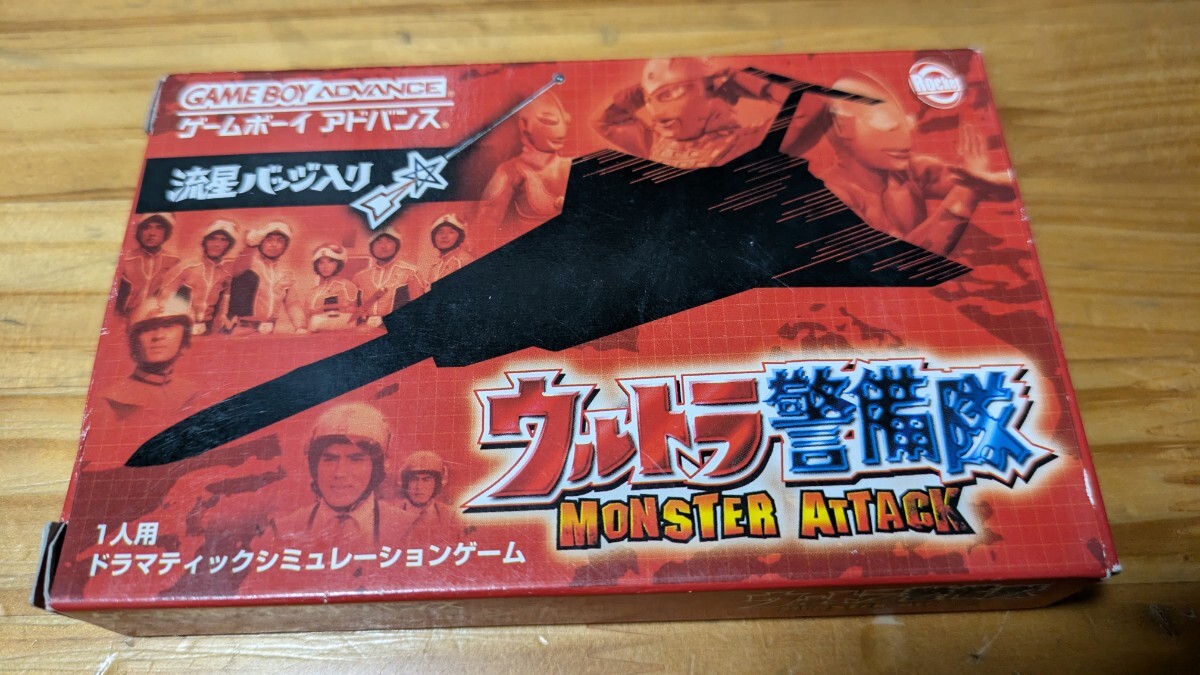 GAME BOY ADVANCE
ゲームボーイ アドバンス
Rocket
流星バッジ入り
ウルトラ警備隊
MONSTER ATTACK
1人用
ドラマティックシミュレーションゲーム